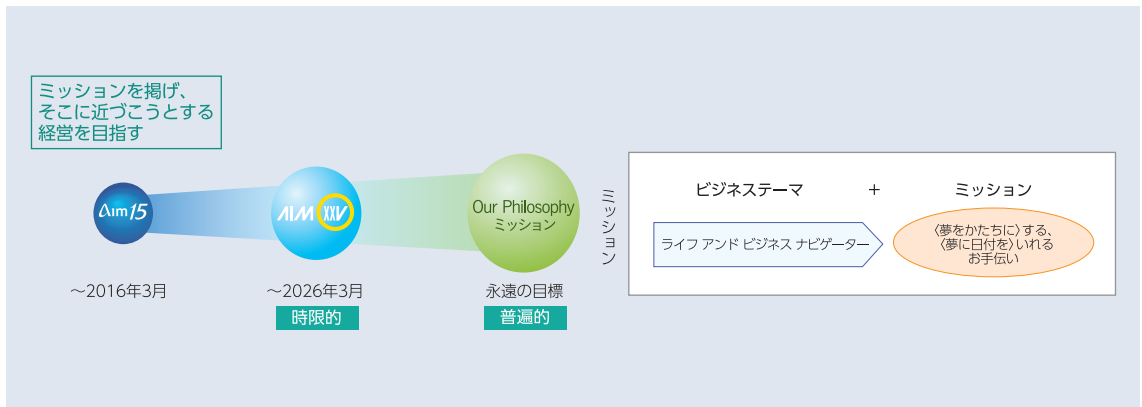 ミッションを掲げ、
そこに近づこうとする
経営を目指す
Aim 15
AIM XXV
Our Philosophy
ミッション
～2016年3月
～2026年3月
永遠の目標
時限的
普遍的
ミッション
ビジネステーマ
+
ミッション
ライフ アンド ビジネス ナビゲーター
〈夢をかたちに〉する、
〈夢に日付を〉いれる
お手伝い